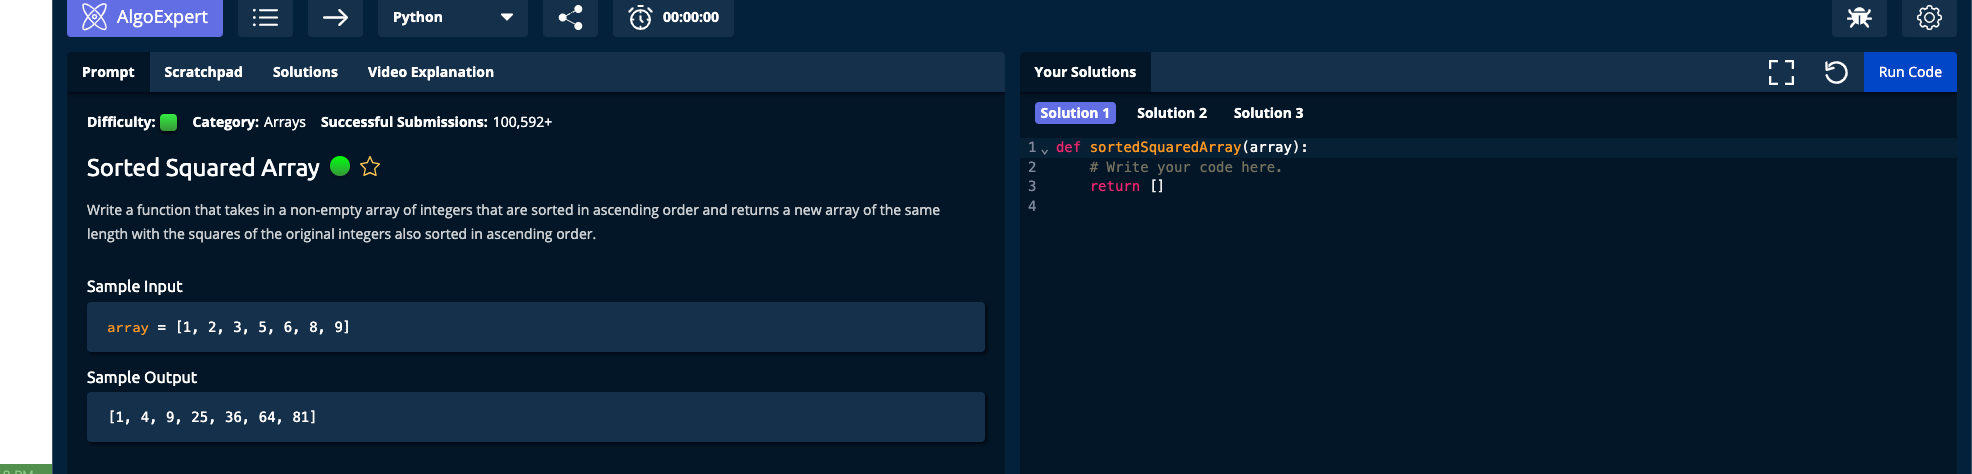 AlgoExpert
Python
00:00:00
Prompt Scratchpad Solutions Video Explanation
Difficulty: Category: Arrays Successful Submissions: 100,592+
Sorted Squared Array
Write a function that takes in a non-empty array of integers that are sorted in ascending order and returns a new array of the same
length with the squares of the original integers also sorted in ascending order.
Sample Input
array = [1, 2, 3, 5, 6, 8, 9]
Sample Output
[1, 4, 9, 25, 36, 64, 81]
Your Solutions
Run Code
Solution 1 Solution 2 Solution 3
1 def sortedSquaredArray(array):
2 # Write your code here.
3 return []
4